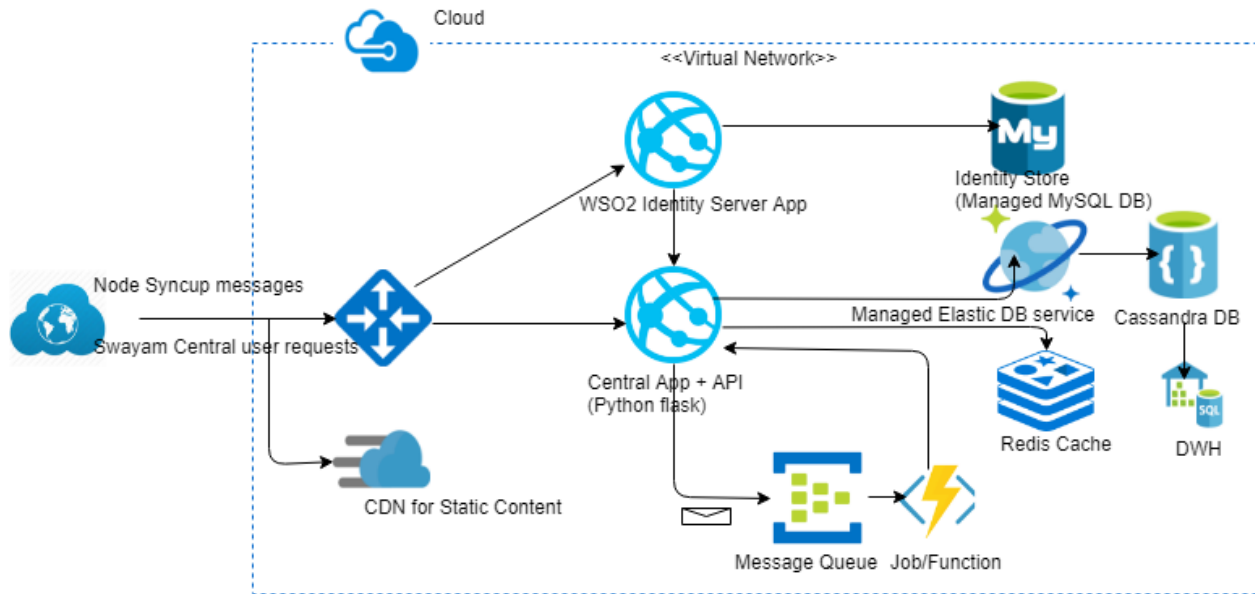 Cloud
<<Virtual Network>>
My
Identity Store
(Managed MySQL DB)
WSO2 Identity Server App
Node Syncup messages
Swayam Central user requests
Managed Elastic DB service
{ }
Cassandra DB
Central App + API
(Python flask)
Redis Cache
SQL
DWH
CDN for Static Content
Message Queue
Job/Function